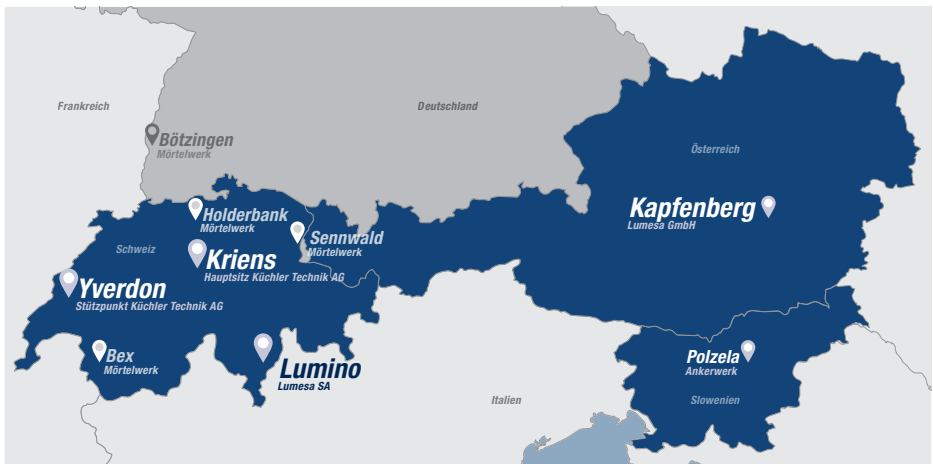 Frankreich
Deutschland
Bötzingen
Mörtelwerk
Österreich
Kapfenberg
Lumesa GmbH
Holderbank
Mörtelwerk
Sennwald
Mörtelwerk
Schweiz
Kriens
Hauptsitz Küchler Technik AG
Yverdon
Stützpunkt Küchler Technik AG
Bex
Mörtelwerk
Lumino
Lumesa SA
Polzela
Ankerwerk
Italien
Slowenien